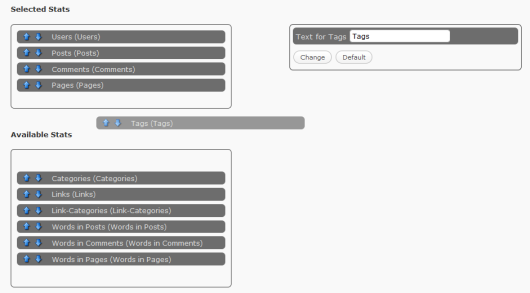 Selected Stats
Users (Users)
Posts (Posts)
Comments (Comments)
Pages (Pages)
Text for Tags Tags
Change Default
Tags (Tags)
Available Stats
Categories (Categories)
Links (Links)
Link-Categories (Link-Categories)
Words in Posts (Words in Posts)
Words in Comments (Words in Comments)
Words in Pages (Words in Pages)